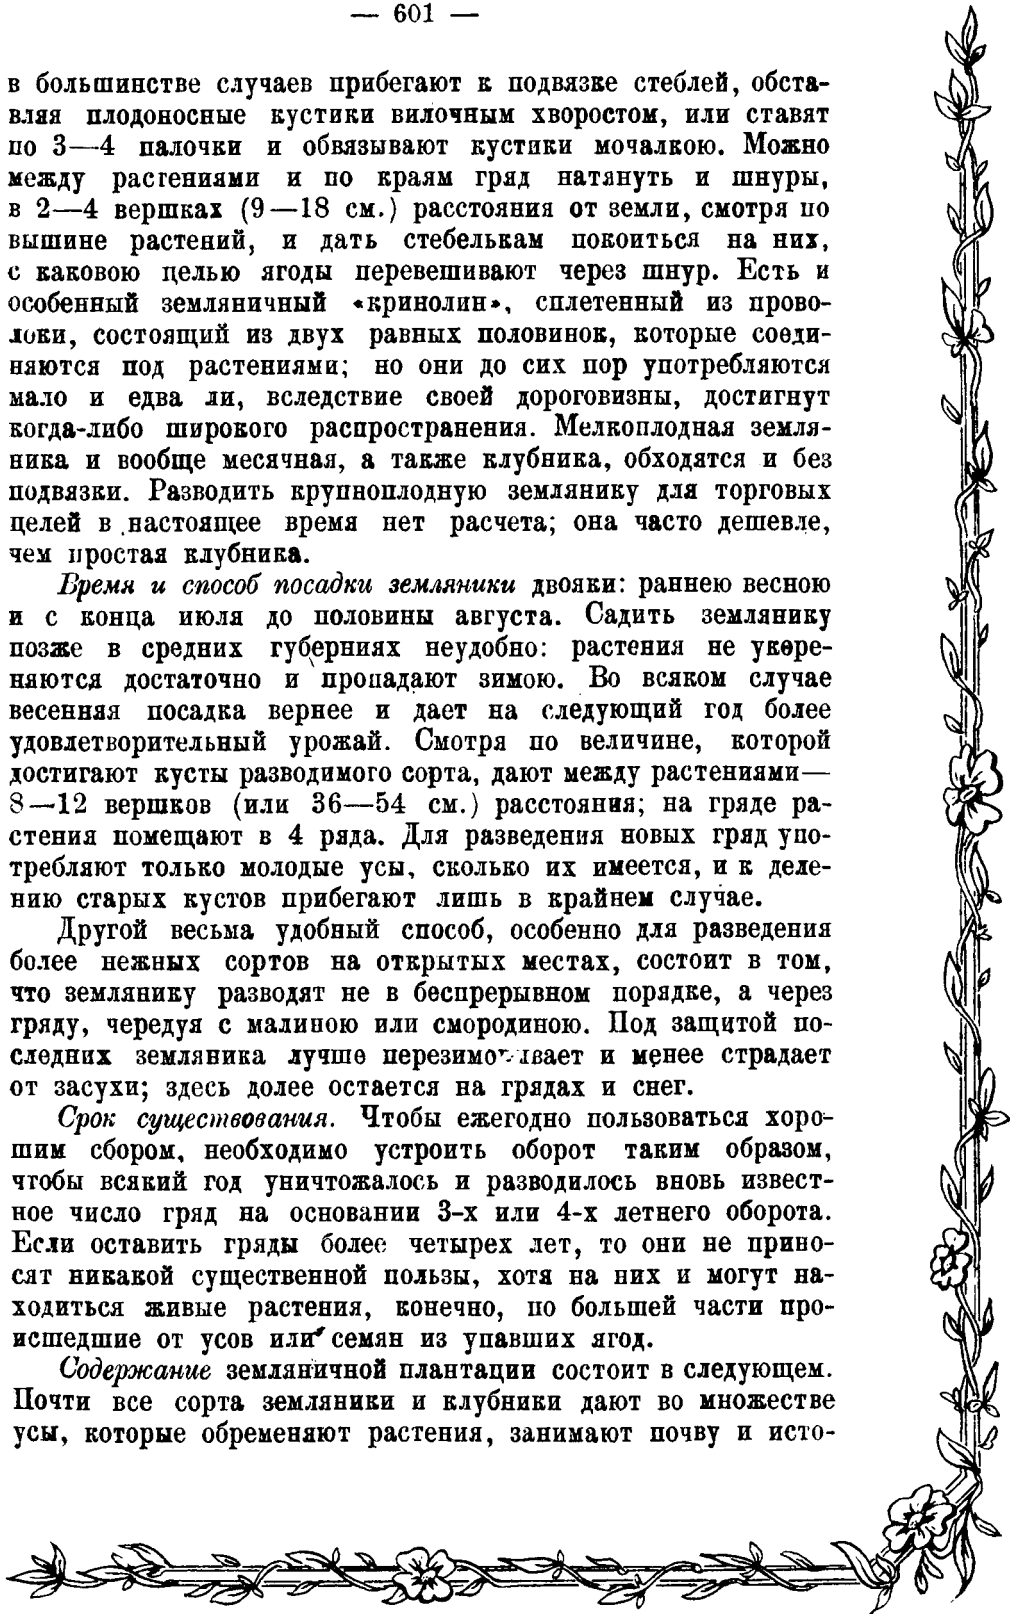 — 601 —
в большинстве случаев прибегают к подвязке стеблей, обста-
вляя плодоносные кустики вилочным хворостом, или ставят
по 3—4 палочки и обвязывают кустики мочалкою. Можно
между растениями и по краям гряд натянуть и шнуры,
в 2—4 вершках (9—18 см.) расстояния от земли, смотря по
вышине растений, и дать стебелькам покоиться на них,
с каковою целью ягоды перевешивают через шнур. Есть и
особенный земляничный «кринолин», сплетенный из прово-
локи, состоящий из двух равных половинок, которые соеди-
няются под растениями; но они до сих пор употребляются
мало и едва ли, вследствие своей дороговизны, достигнут
когда-либо широкого распространения. Мелкоплодная земля-
ника и вообще месячная, а также клубника, обходятся и без
подвязки. Разводить крупноплодную землянику для торговых
целей в настоящее время нет расчета; она часто дешевле,
чем простая клубника.
Время и способ посадки земляники двояки: раннею весною
и с конца июля до половины августа. Садить землянику
позже в средних губерниях неудобно: растения не укоре-
няются достаточно и пропадают зимою. Во всяком случае
весенняя посадка вернее и дает на следующий год более
удовлетворительный урожай. Смотря по величине, которой
достигают кусты разводимого сорта, дают между растениями—
8—12 вершков (или 36—54 см.) расстояния; на гряде ра-
стения помещают в 4 ряда. Для разведения новых гряд упо-
требляют только молодые усы, сколько их имеется, и к деле-
нию старых кустов прибегают лишь в крайнем случае.
Другой весьма удобный способ, особенно для разведения
более нежных сортов на открытых местах, состоит в том,
что землянику разводят не в беспрерывном порядке, а через
гряду, чередуя с малиною или смородиною. Под защитой по-
следних земляника лучше перезимовывает и менее страдает
от засухи; здесь долее остается на грядах и снег.
Срок существования. Чтобы ежегодно пользоваться хоро-
шим сбором, необходимо устроить оборот таким образом,
чтобы всякий год уничтожалось и разводилось вновь извест-
ное число гряд на основании 3-х или 4-х летнего оборота.
Если оставить гряды более четырех лет, то они не прино-
сят никакой существенной пользы, хотя на них и могут на-
ходиться живые растения, конечно, по большей части про-
исшедшие от усов или семян из упавших ягод.
Содержание земляничной плантации состоит в следующем.
Почти все сорта земляники и клубники дают во множестве
усы, которые обременяют растения, занимают почву и исто-